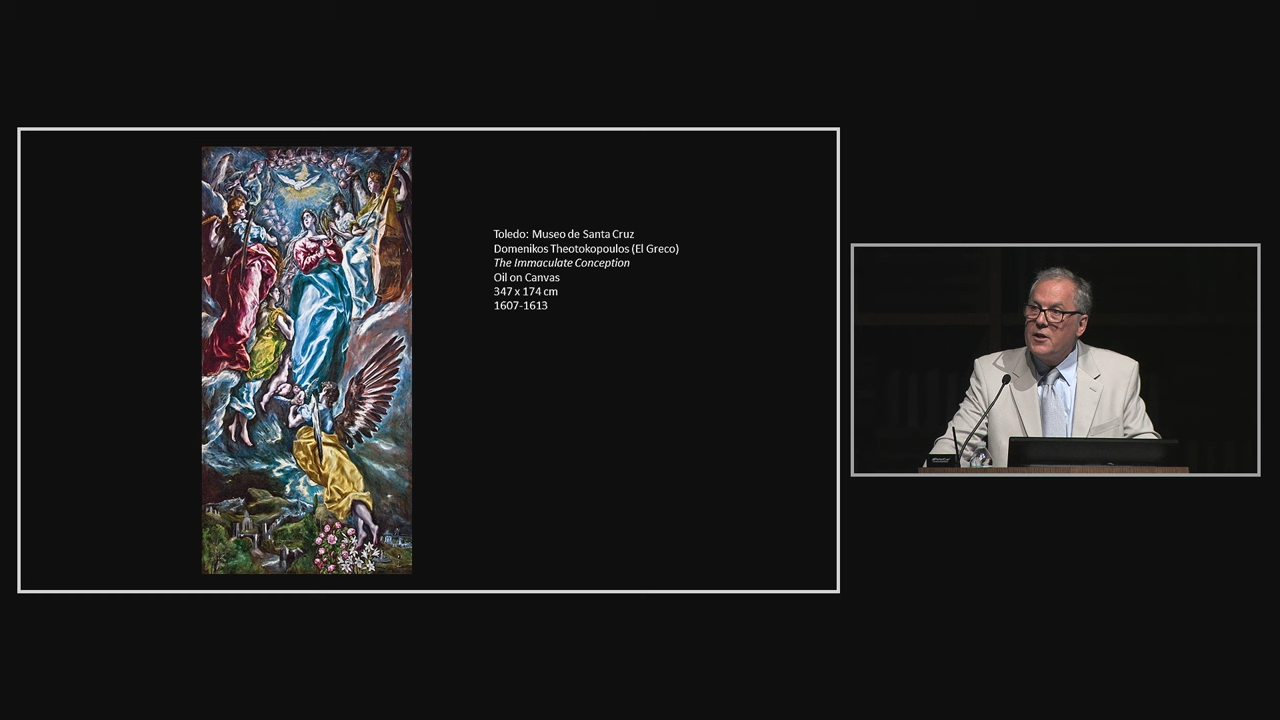 Toledo: Museo de Santa Cruz
Domenikos Theotokopoulos (El Greco)
The Immaculate Conception
Oil on Canvas
347 x 174 cm
1607-1613